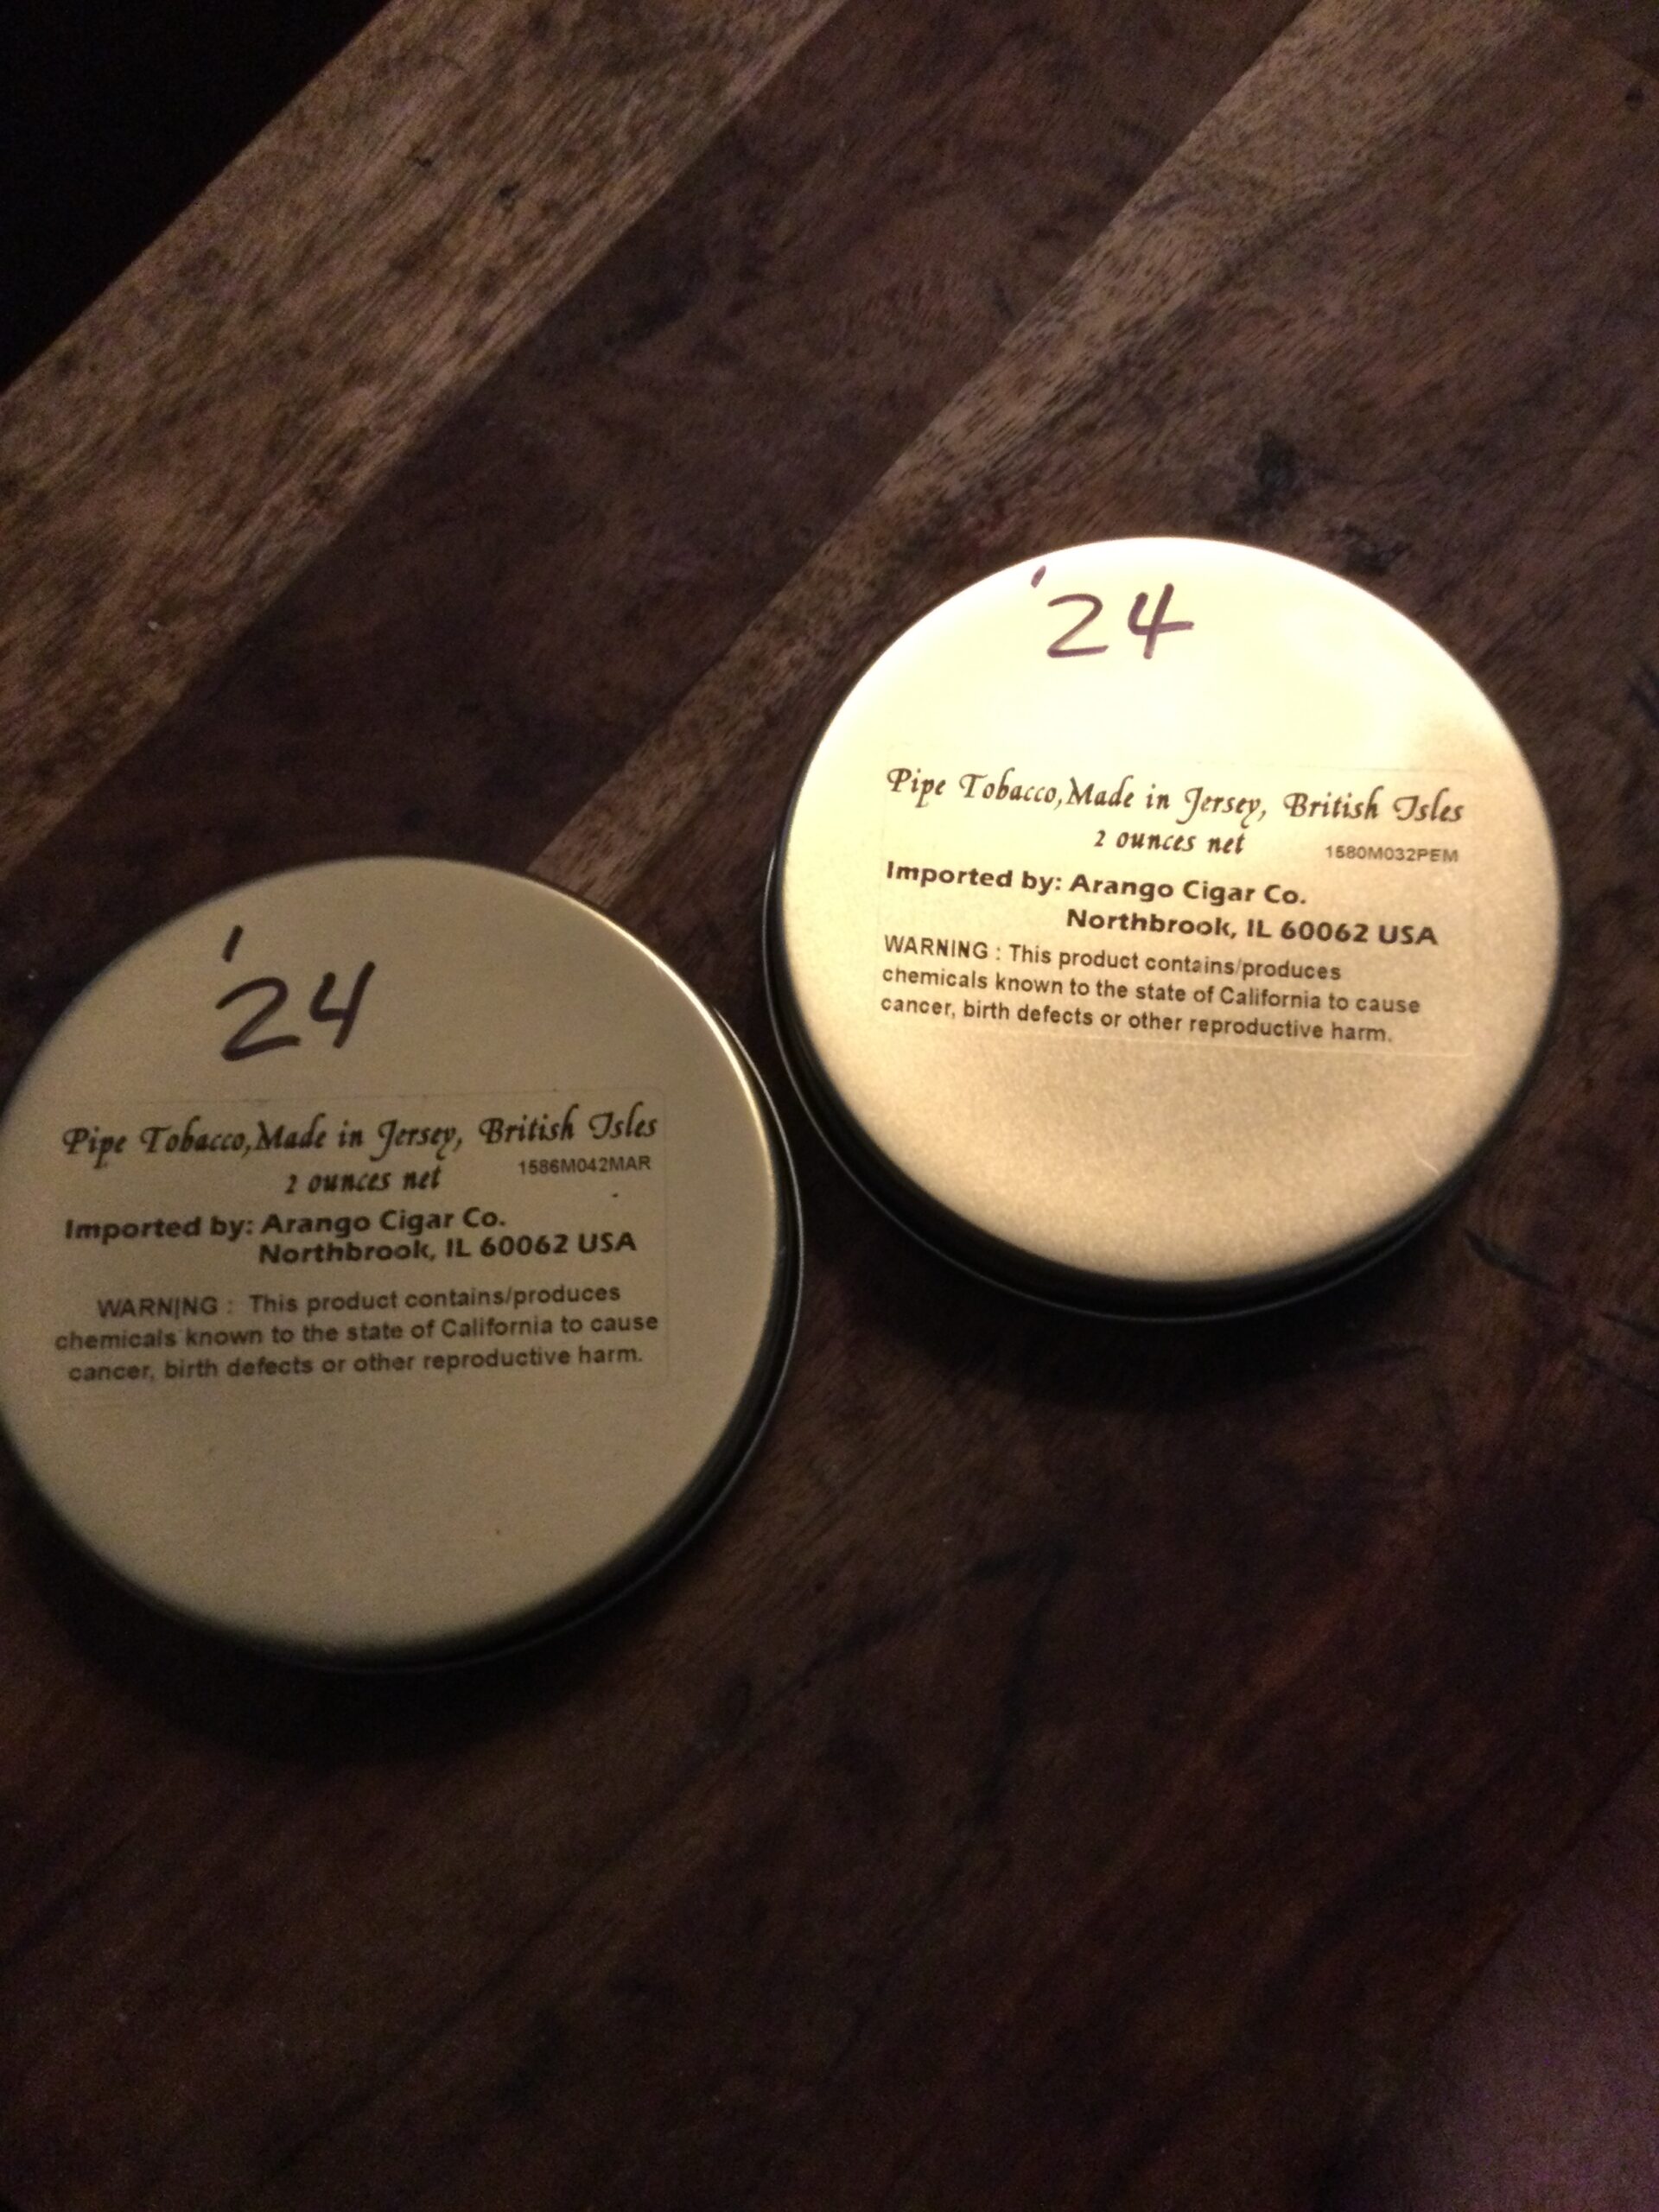 '24
Pipe Tobacco,Made in Jersey, British Isles
2 ounces net 1586M042MAR
Imported by: Arango Cigar Co.
Northbrook, IL 60062 USA
WARNING : This product contains/produces
chemicals known to the state of California to cause
cancer, birth defects or other reproductive harm.
'24
Pipe Tobacco,Made in Jersey, British Isles
2 ounces net 1580M032PEM
Imported by: Arango Cigar Co.
Northbrook, IL 60062 USA
WARNING : This product contains/produces
chemicals known to the state of California to cause
cancer, birth defects or other reproductive harm.